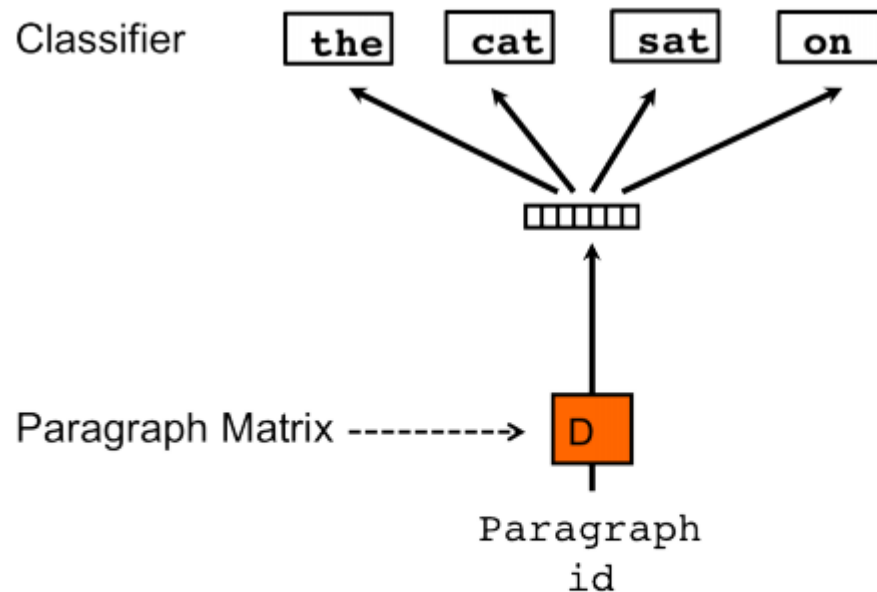 Classifier the cat sat on
Paragraph Matrix D
Paragraph
id